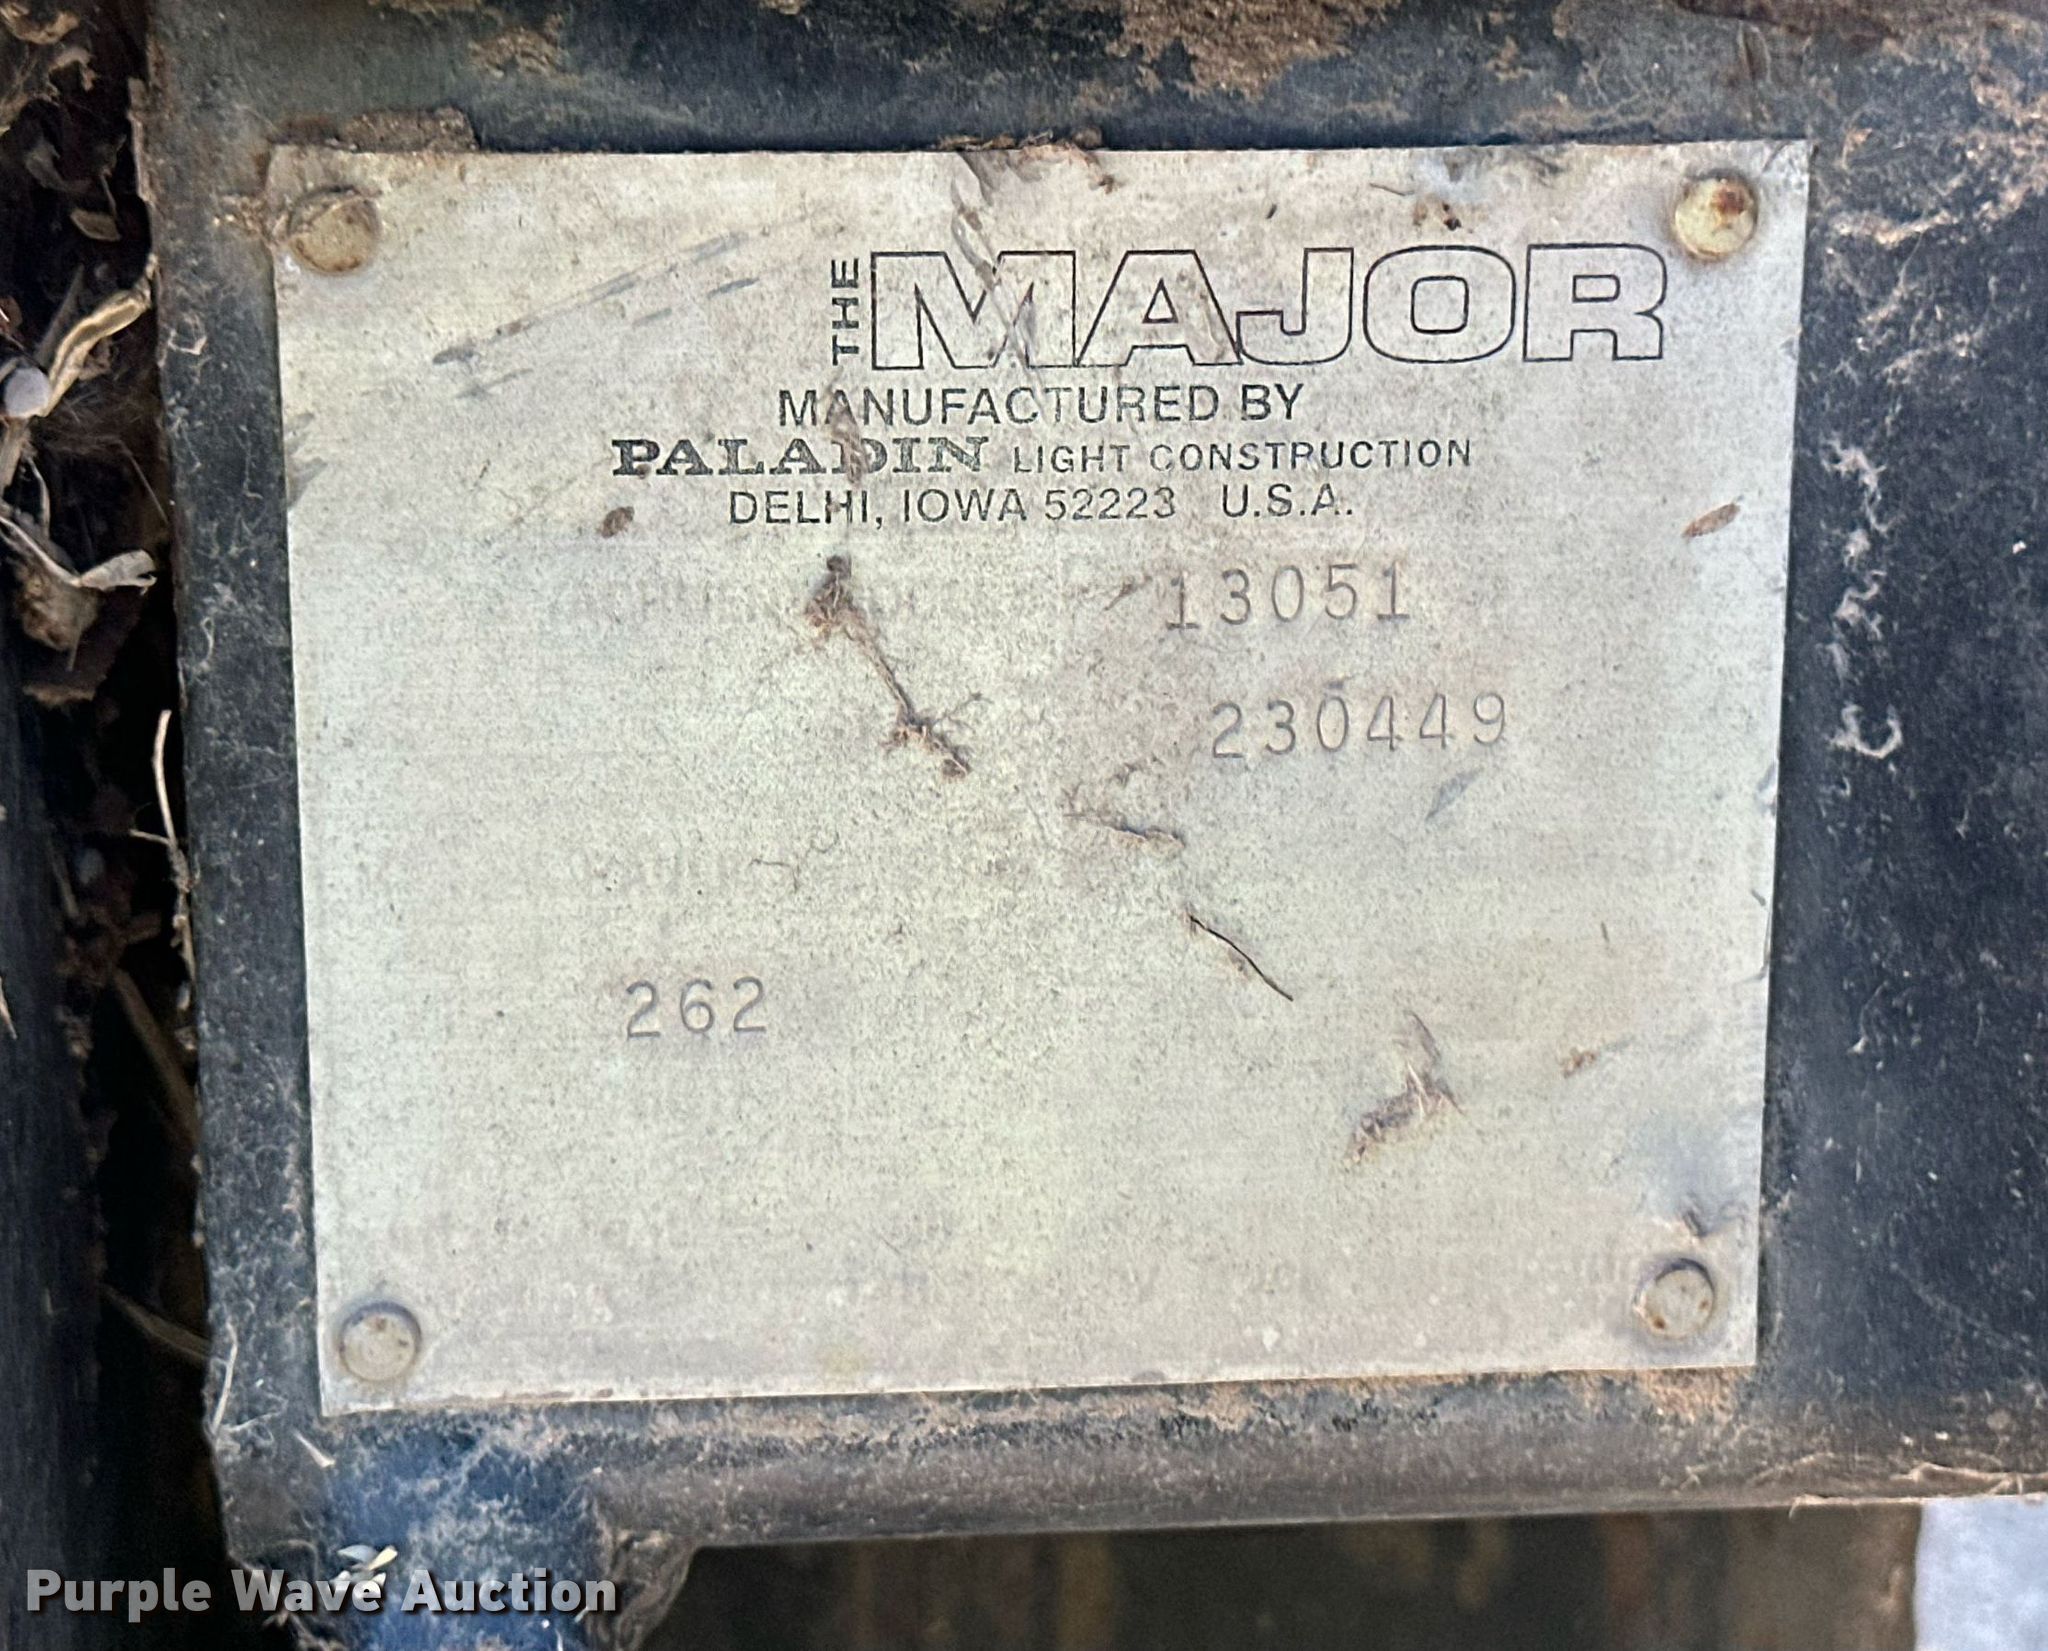 THE MAJOR
MANUFACTURED BY
PALADIN LIGHT CONSTRUCTION
DELHI, IOWA 52223 U.S.A.
13051
230449
262
Purple Wave Auction